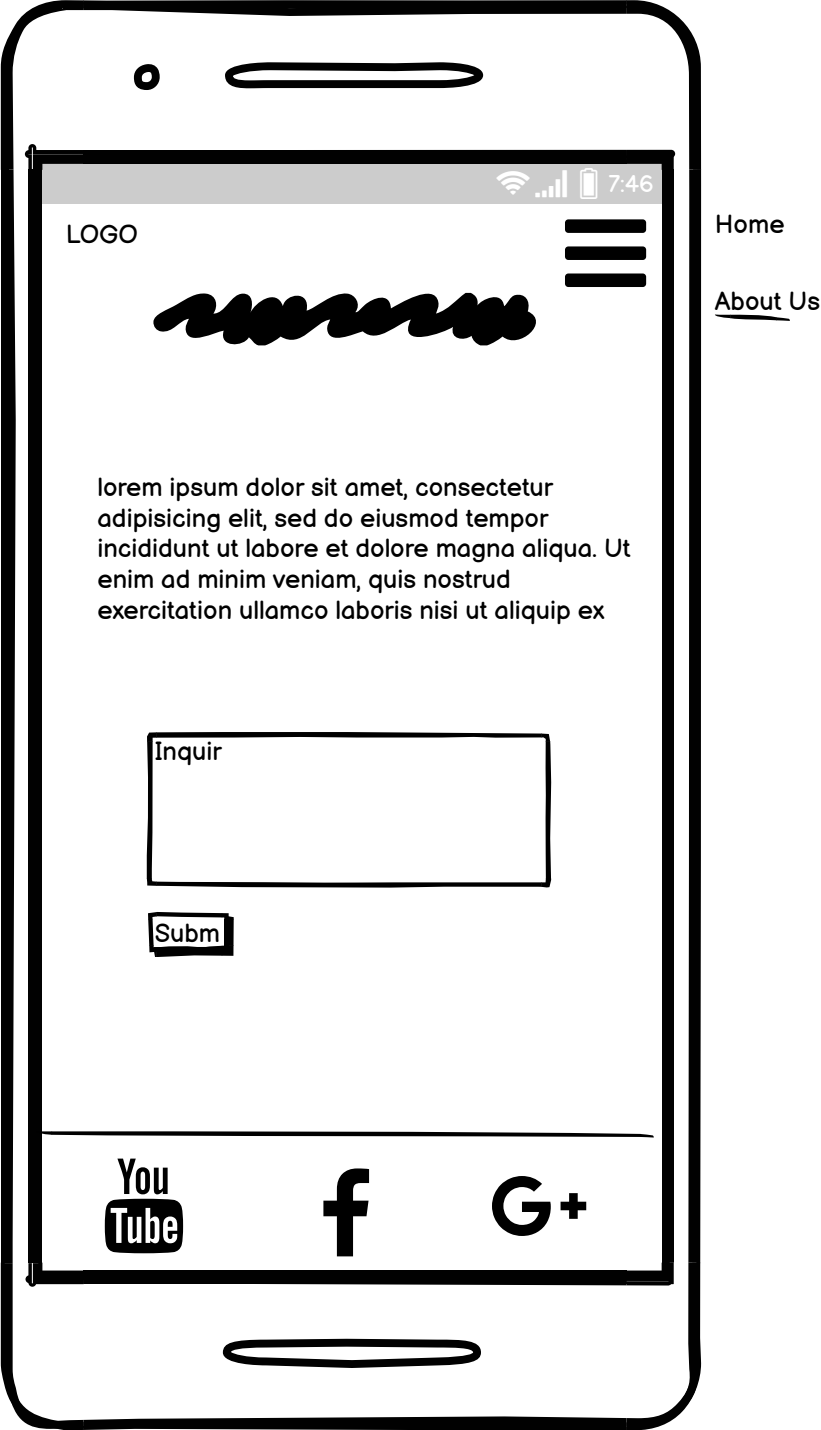 7:46
LOGO
Home
About Us
lorem ipsum dolor sit amet, consectetur
adipisicing elit, sed do eiusmod tempor
incididunt ut labore et dolore magna aliqua. Ut
enim ad minim veniam, quis nostrud
exercitation ullamco laboris nisi ut aliquip ex
Inquir
Subm
You
Tube
f
G+